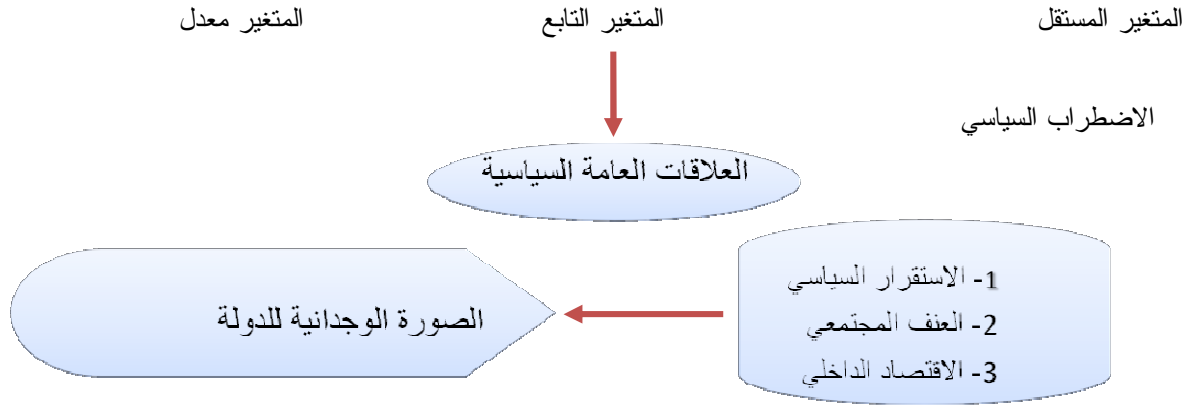 المتغير المستقل
المتغير التابع
المتغير معدل
الاضطراب السياسي
العلاقات العامة السياسية
1- الاستقرار السياسي
2- العنف المجتمعي
3- الاقتصاد الداخلي
الصورة الوجدانية للدولة